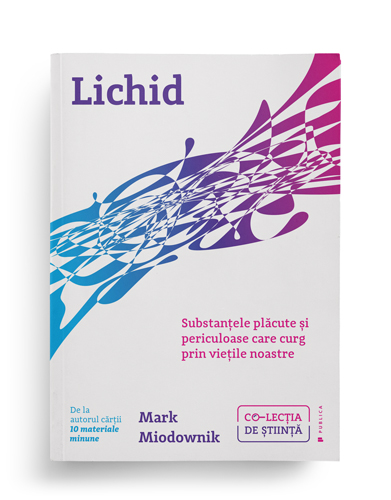 Lichid
Substanțele plăcute și
periculoase care curg
prin viețile noastre
De la
autorul cărții
10 materiale
minune
Mark
Miodownik
CO-LECȚIA
DE ȘTIINȚĂ
PUBLICA